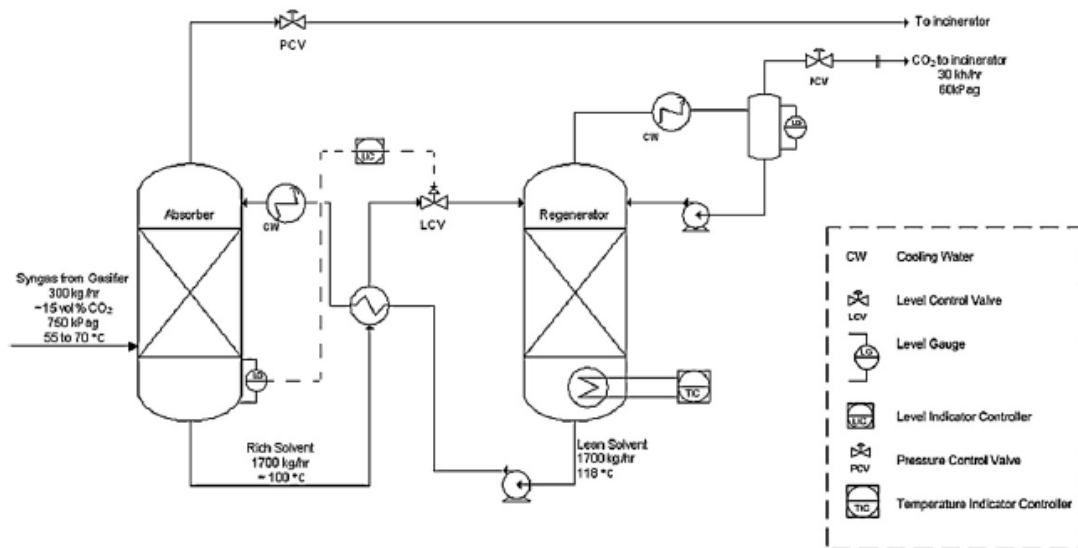 To incinerator
PCV
CO₂ to incinerator
30 kh/hr
60kPag
PCV
CW
LG
LIC
Absorber
CW
LCV
Regenerator
Syngas from Gasifer
300 kg/hr
~15 vol % CO₂
750 kPag
55 to 70 °C
LG
TIC
Rich Solvent
1700 kg/hr
~ 100 °C
Lean Solvent
1700 kg/hr
118 °C
CW Cooling Water
Level Control Valve
LCV
LG Level Gauge
LIC Level Indicator Controller
Pressure Control Valve
PCV
TIC Temperature Indicator Controller